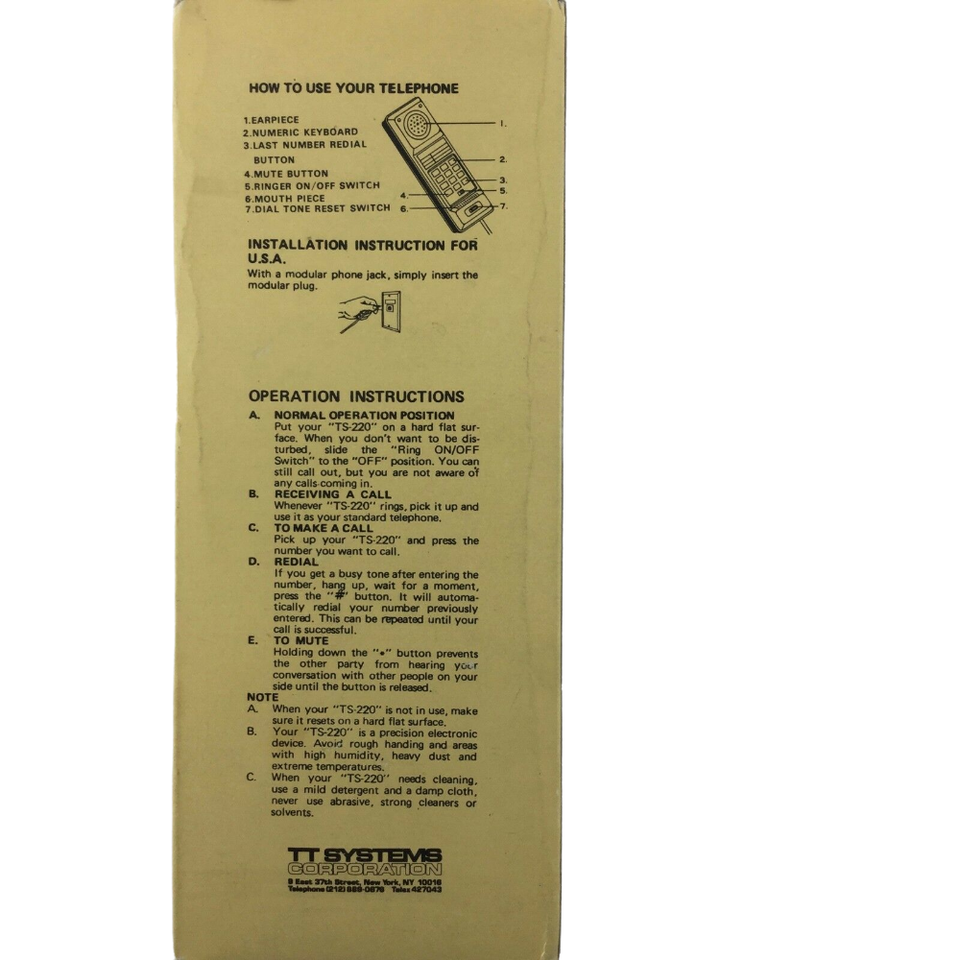 HOW TO USE YOUR TELEPHONE
1.EARPIECE
2.NUMERIC KEYBOARD
3.LAST NUMBER REDIAL
BUTTON
4.MUTE BUTTON
5.RINGER ON/OFF SWITCH
6.MOUTH PIECE
7.DIAL TONE RESET SWITCH
1.
2.
3.
5.
4.
6.
7.
INSTALLATION INSTRUCTION FOR
U.S.A.
With a modular phone jack, simply insert the
modular plug.
OPERATION INSTRUCTIONS
A. NORMAL OPERATION POSITION
Put your "TS-220" on a hard flat sur-
face. When you don't want to be dis-
turbed, slide the "Ring ON/OFF
Switch" to the "OFF" position. You can
still call out, but you are not aware of
any calls coming in.
B. RECEIVING A CALL
Whenever "TS-220" rings, pick it up and
use it as your standard telephone.
C. TO MAKE A CALL
Pick up your "TS-220" and press the
number you want to call.
D. REDIAL
If you get a busy tone after entering the
number, hang up, wait for a moment,
press the "#" button. It will automa-
tically redial your number previously
entered. This can be repeated until your
call is successful.
E. TO MUTE
Holding down the "*" button prevents
the other party from hearing your
conversation with other people on your
side until the button is released.
NOTE
A. When your "TS-220" is not in use, make
sure it resets on a hard flat surface.
B. Your "TS-220" is a precision electronic
device. Avoid rough handing and areas
with high humidity, heavy dust and
extreme temperatures.
C. When your "TS-220" needs cleaning,
use a mild detergent and a damp cloth,
never use abrasive, strong cleaners or
solvents.
TT SYSTEMS
CORPORATION
9 East 37th Street, New York, NY 10016
Telephone (212) 689-0876 Telex 427043